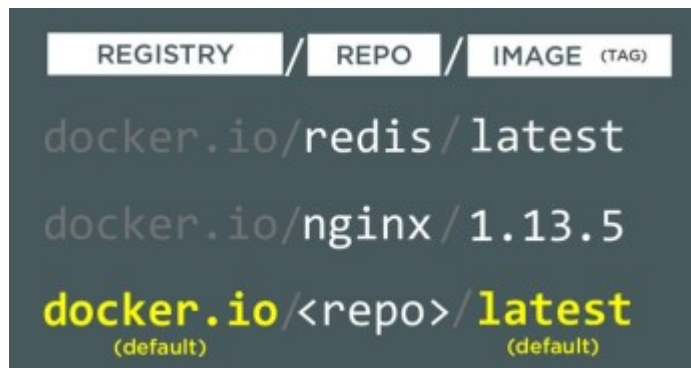 REGISTRY / REPO / IMAGE (TAG)
docker.io/redis/latest
docker.io/nginx/1.13.5
docker.io/<repo>/latest
(default) (default)